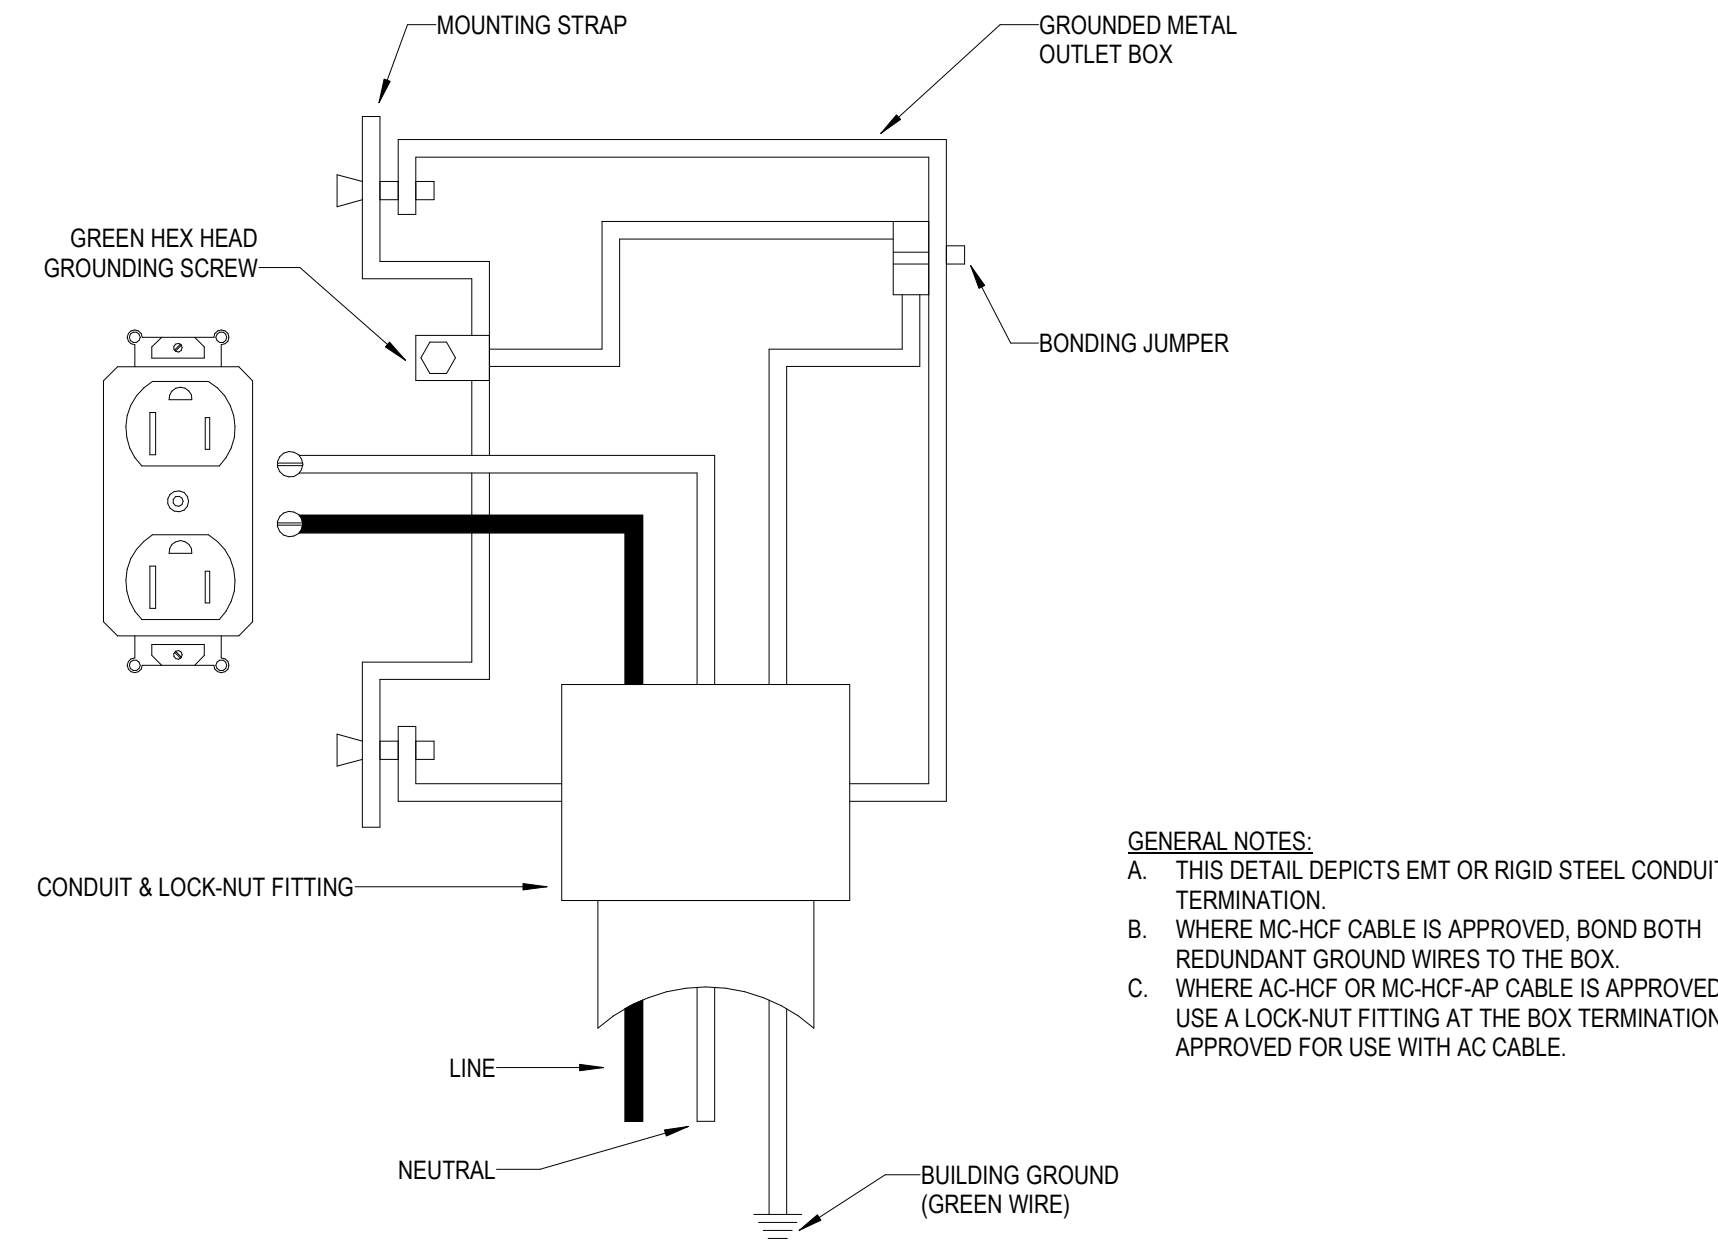 MOUNTING STRAP
GROUNDED METAL
OUTLET BOX
GREEN HEX HEAD
GROUNDING SCREW
BONDING JUMPER
CONDUIT & LOCK-NUT FITTING
GENERAL NOTES:
A. THIS DETAIL DEPICTS EMT OR RIGID STEEL CONDUIT
TERMINATION.
B. WHERE MC-HCF CABLE IS APPROVED, BOND BOTH
REDUNDANT GROUND WIRES TO THE BOX.
C. WHERE AC-HCF OR MC-HCF-AP CABLE IS APPROVED
USE A LOCK-NUT FITTING AT THE BOX TERMINATION
APPROVED FOR USE WITH AC CABLE.
LINE
NEUTRAL
BUILDING GROUND
(GREEN WIRE)